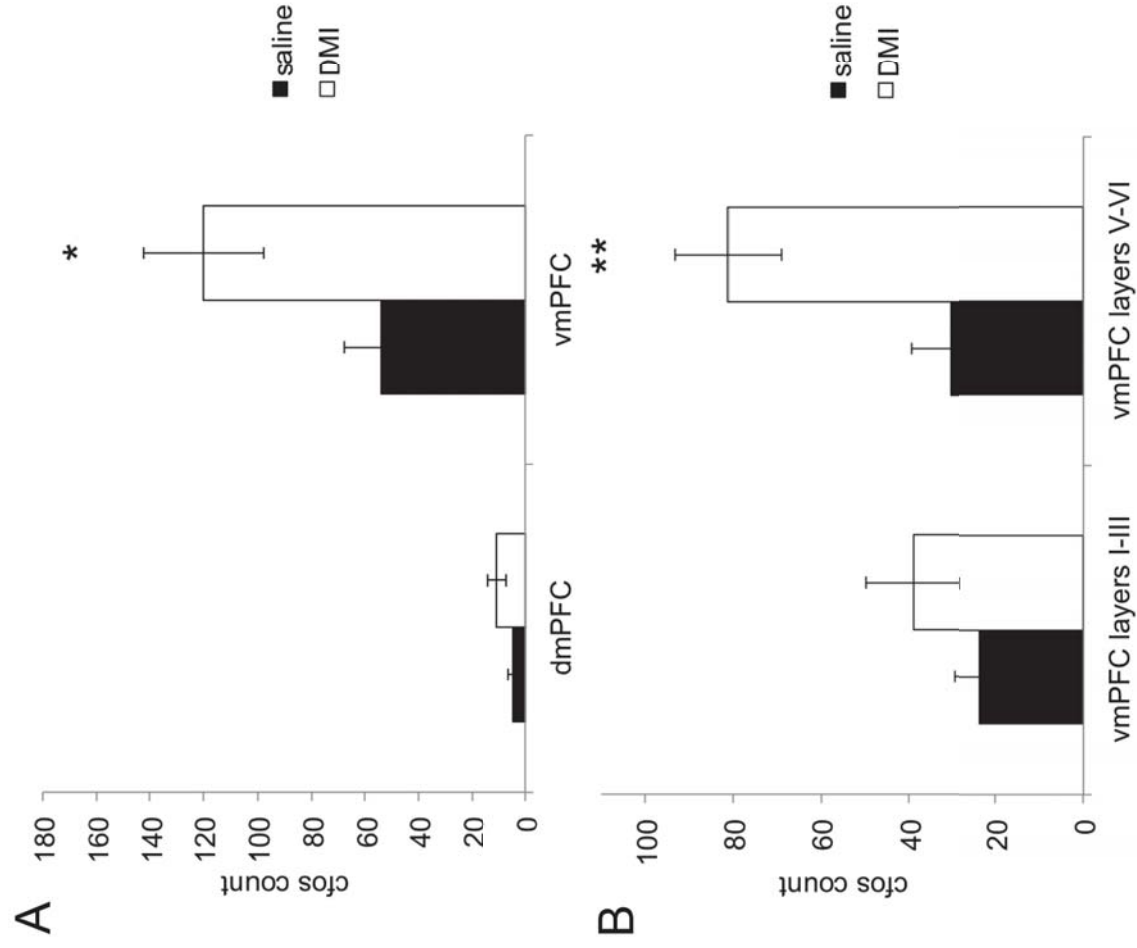 A
cfos count
180
160
140
120
100
80
60
40
20
0
*
dmPFC
vmPFC
saline
DMI
B
cfos count
100
80
60
40
20
0
**
vmPFC layers I-III
vmPFC layers V-VI
saline
DMI